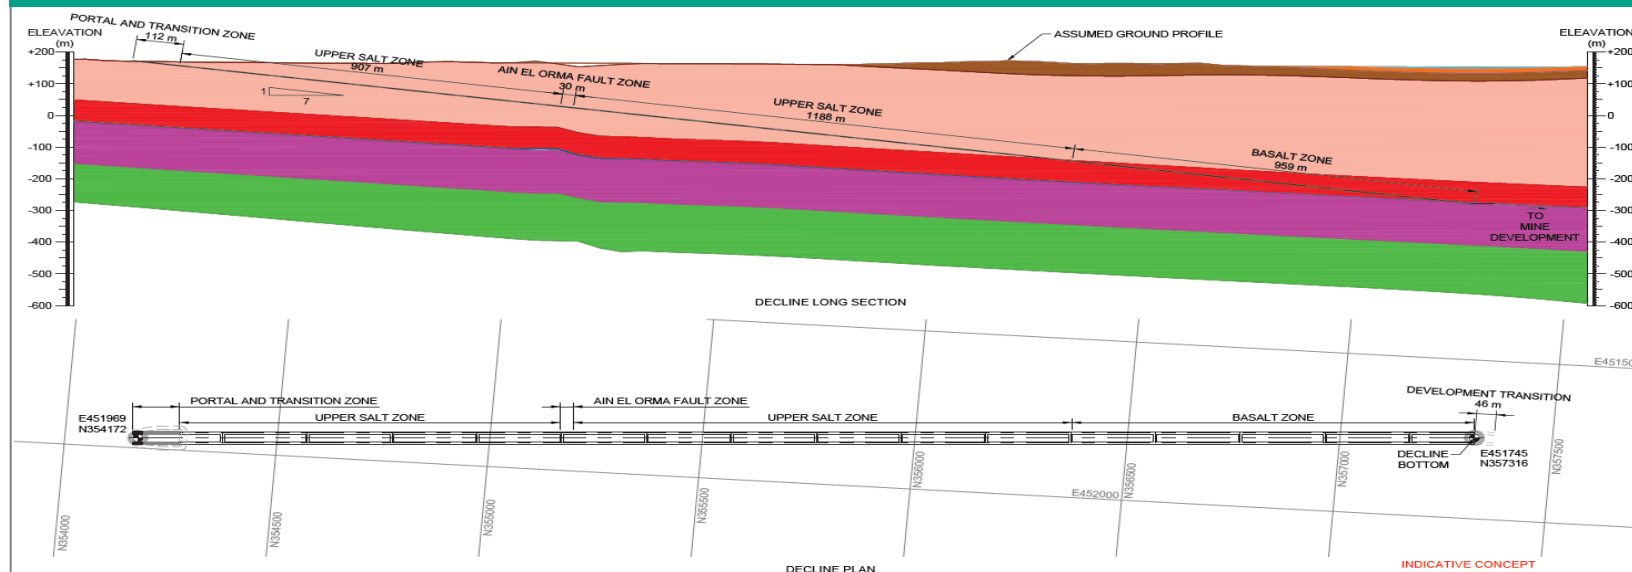 PORTAL AND TRANSITION ZONE
112 m
ELEAVATION
(m)
UPPER SALT ZONE
907 m
AIN EL ORMA FAULT ZONE
30 m
ASSUMED GROUND PROFILE
ELEAVATION
(m)
+200
+100
0
-100
-200
-300
-400
-500
-600
1
7
UPPER SALT ZONE
1188 m
BASALT ZONE
959 m
TO
MINE
DEVELOPMENT
+200
+100
0
-100
-200
-300
-400
-500
-600
DECLINE LONG SECTION
E451500
DEVELOPMENT TRANSITION
46 m
E451969
N354172
PORTAL AND TRANSITION ZONE
AIN EL ORMA FAULT ZONE
UPPER SALT ZONE
UPPER SALT ZONE
BASALT ZONE
DECLINE
BOTTOM
E451745
N357316
E452000
N354000
N354500
N355000
N355500
N356000
N356500
N357000
N357500
DECLINE PLAN
INDICATIVE CONCEPT